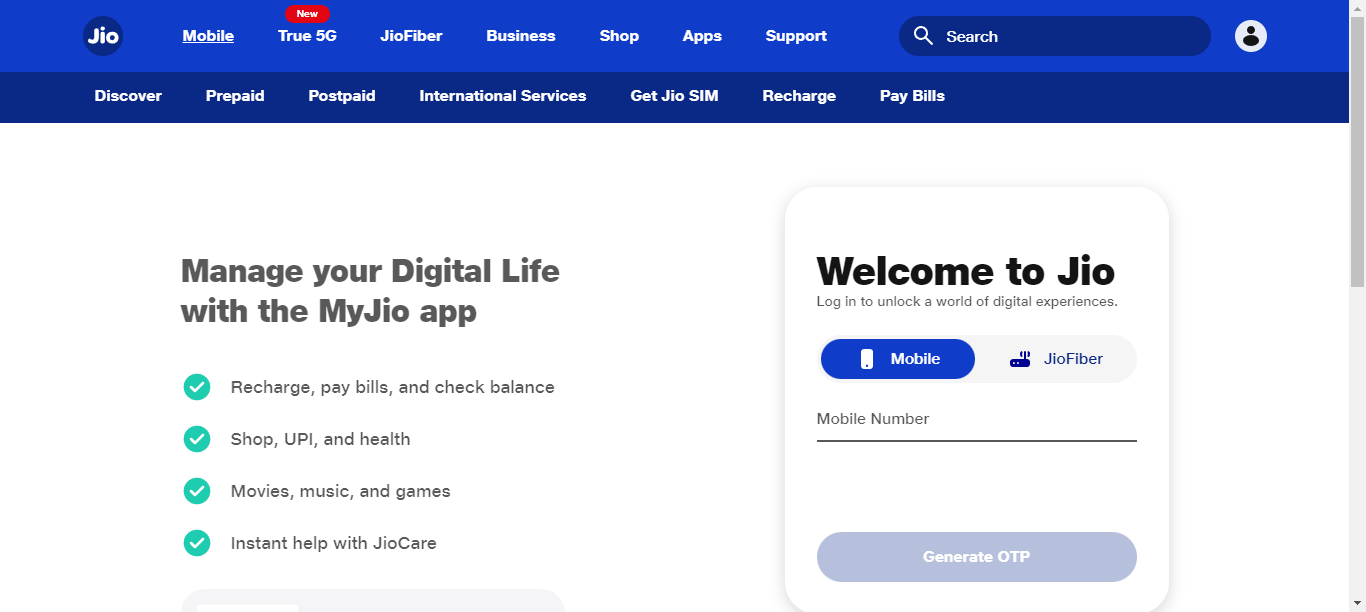 New
Jio Mobile True 5G JioFiber Business Shop Apps Support Search
Discover Prepaid Postpaid International Services Get Jio SIM Recharge Pay Bills
Manage your Digital Life
with the MyJio app
Recharge, pay bills, and check balance
Shop, UPI, and health
Movies, music, and games
Instant help with JioCare
Welcome to Jio
Log in to unlock a world of digital experiences.
Mobile JioFiber
Mobile Number
Generate OTP